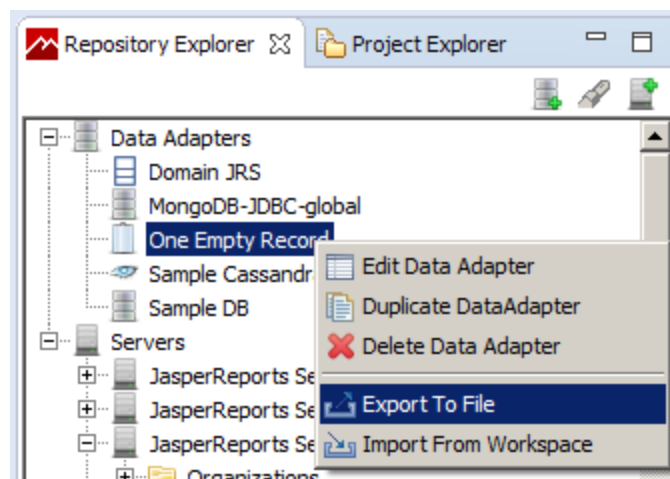 Repository Explorer
Project Explorer
Data Adapters
Domain JRS
MongoDB-JDBC-global
One Empty Record
Edit Data Adapter
Sample Cassandr
Duplicate DataAdapter
Sample DB
Delete Data Adapter
Servers
JasperReports Se
JasperReports Se
Export To File
JasperReports Se
Import From Workspace
Organizations